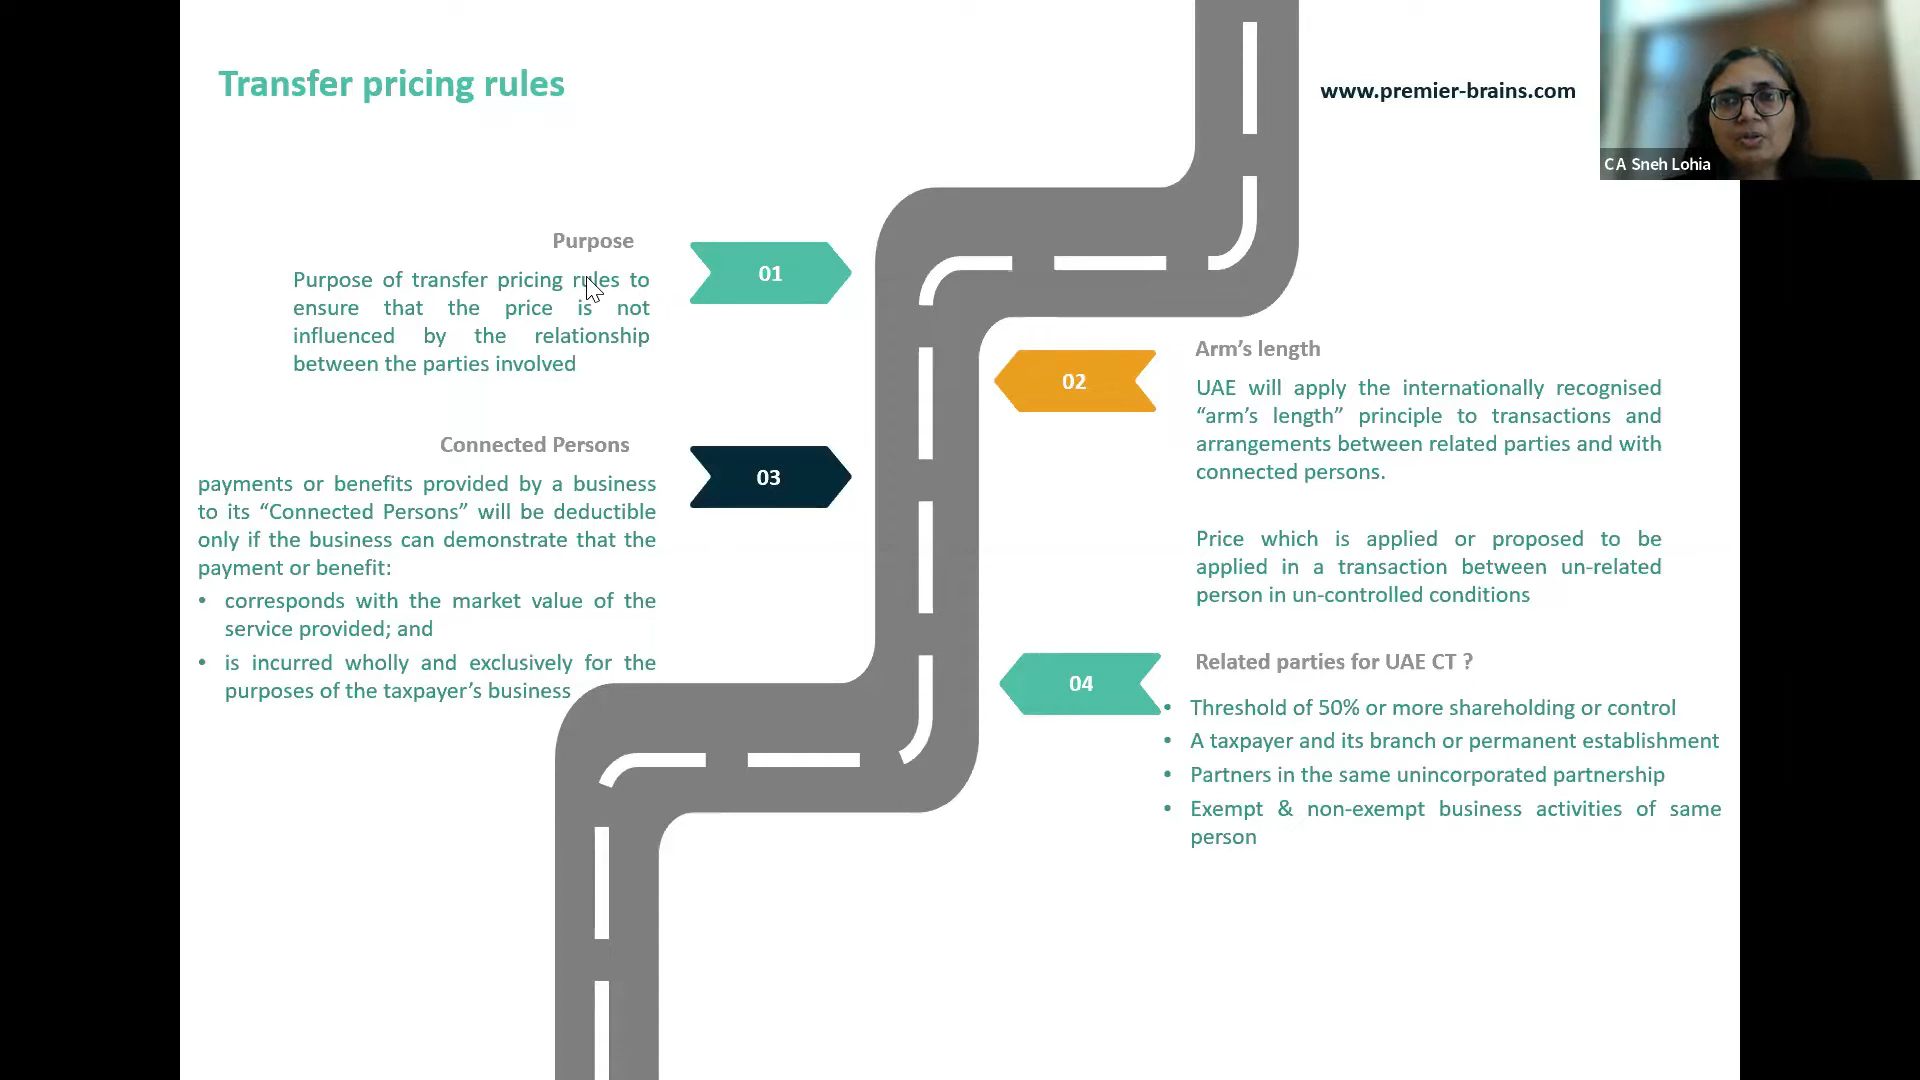 Transfer pricing rules
www.premier-brains.com
CA Sneh Lohia
Purpose
01
Purpose of transfer pricing rules to
ensure that the price is not
influenced by the relationship
between the parties involved
02
Arm's length
UAE will apply the internationally recognised
“arm's length” principle to transactions and
arrangements between related parties and with
connected persons.
Price which is applied or proposed to be
applied in a transaction between un-related
person in un-controlled conditions
Connected Persons
03
payments or benefits provided by a business
to its “Connected Persons” will be deductible
only if the business can demonstrate that the
payment or benefit:
• corresponds with the market value of the
service provided; and
• is incurred wholly and exclusively for the
purposes of the taxpayer's business
04
Related parties for UAE CT ?
• Threshold of 50% or more shareholding or control
• A taxpayer and its branch or permanent establishment
• Partners in the same unincorporated partnership
• Exempt & non-exempt business activities of same
person